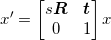 x′ = [ sR t ; 0 1 ] x